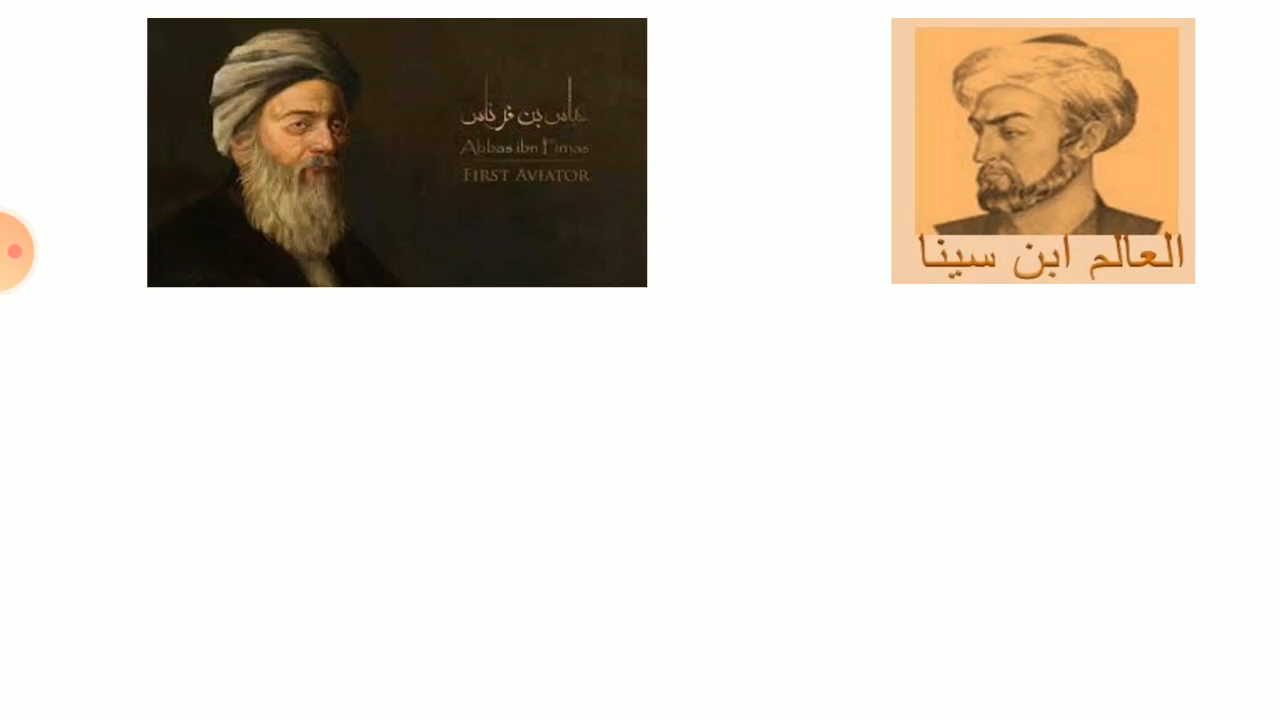 عباس بن فرناس
Abbas ibn Firnas
FIRST AVIATOR
العالم ابن سينا